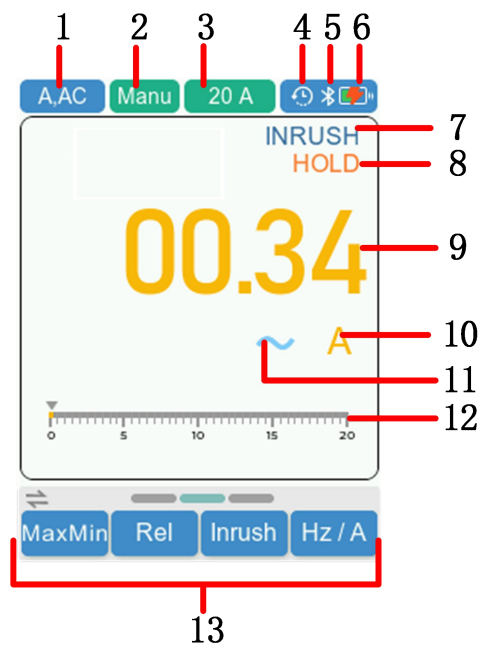 1 2 3 4 5 6
A,AC Manu 20 A
INRUSH 7
HOLD 8
00.34 9
A 10
11
12
0 5 10 15 20
MaxMin Rel Inrush Hz / A
13